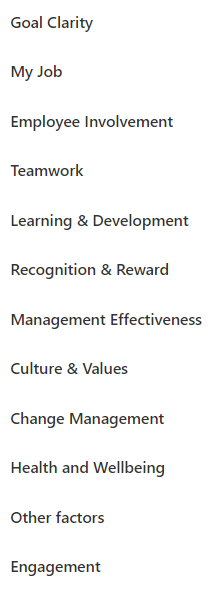 Goal Clarity
My Job
Employee Involvement
Teamwork
Learning & Development
Recognition & Reward
Management Effectiveness
Culture & Values
Change Management
Health and Wellbeing
Other factors
Engagement